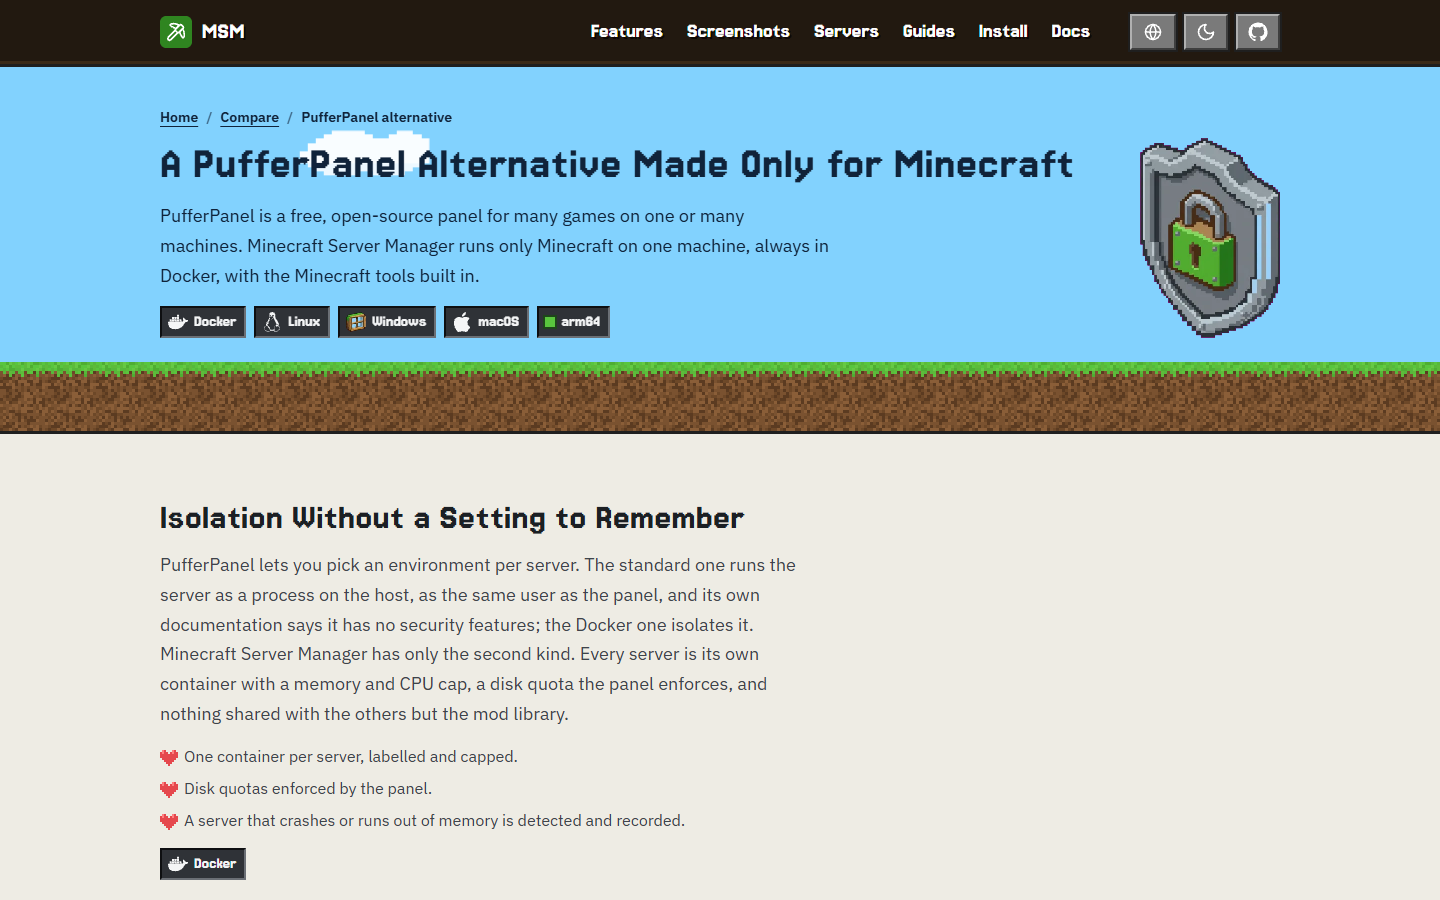 MSM
Features Screenshots Servers Guides Install Docs
Home / Compare / PufferPanel alternative
A PufferPanel Alternative Made Only for Minecraft
PufferPanel is a free, open-source panel for many games on one or many
machines. Minecraft Server Manager runs only Minecraft on one machine, always in
Docker, with the Minecraft tools built in.
Docker Linux Windows macOS arm64
Isolation Without a Setting to Remember
PufferPanel lets you pick an environment per server. The standard one runs the
server as a process on the host, as the same user as the panel, and its own
documentation says it has no security features; the Docker one isolates it.
Minecraft Server Manager has only the second kind. Every server is its own
container with a memory and CPU cap, a disk quota the panel enforces, and
nothing shared with the others but the mod library.
One container per server, labelled and capped.
Disk quotas enforced by the panel.
A server that crashes or runs out of memory is detected and recorded.
Docker